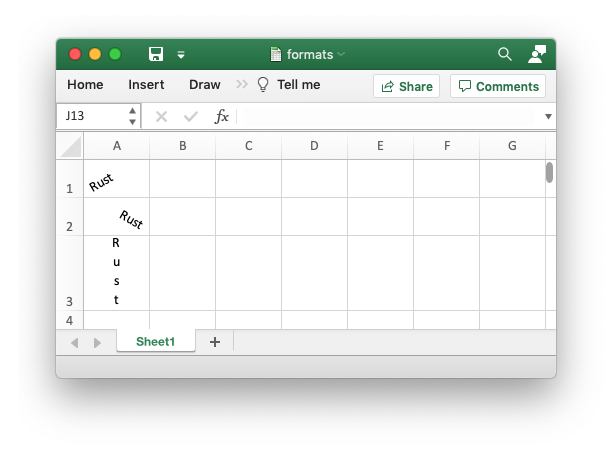 formats
Home Insert Draw Tell me Share Comments
J13 fx
A B C D E F G
1 Rust
2 Rust
3 R
u
s
t
4
Sheet1 +